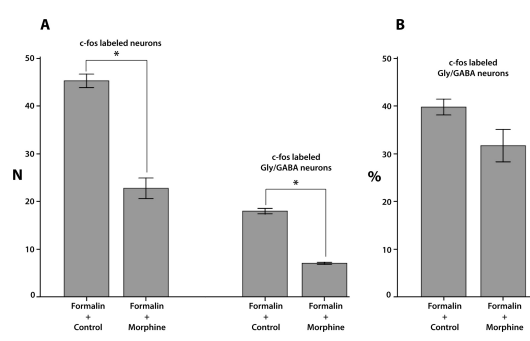 A
B
c-fos labeled neurons
*
c-fos labeled
Gly/GABA neurons
*
c-fos labeled
Gly/GABA neurons
N
50
40
30
20
10
0
%
50
40
30
20
10
0
Formalin
+
Control
Formalin
+
Morphine
Formalin
+
Control
Formalin
+
Morphine
Formalin
+
Control
Formalin
+
Morphine